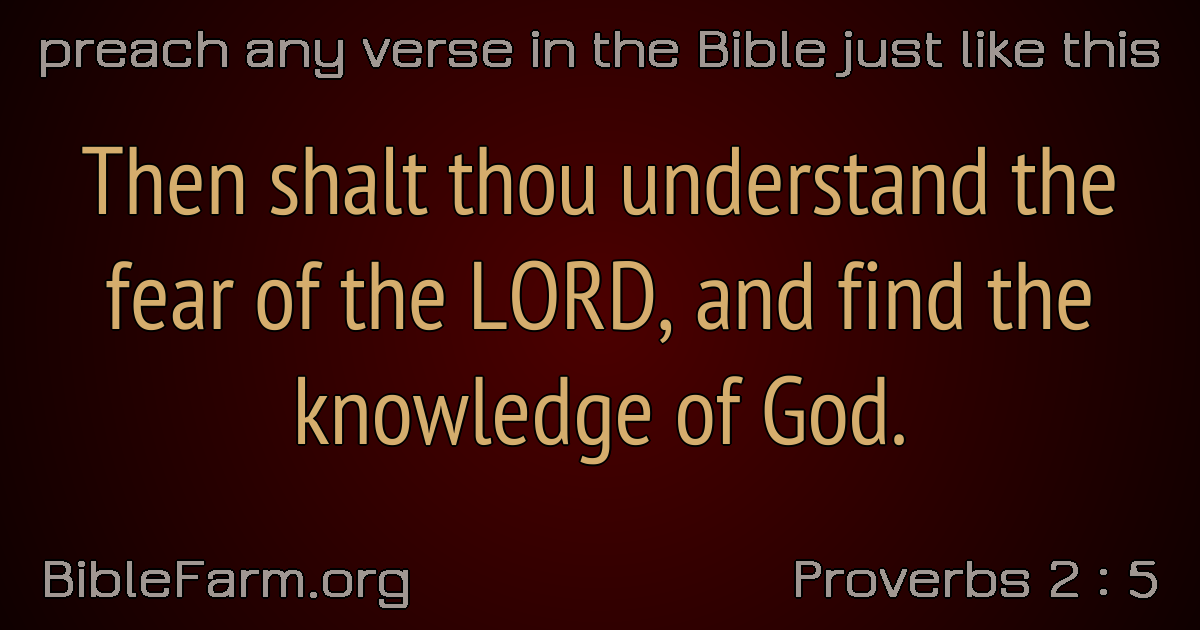 preach any verse in the Bible just like this
Then shalt thou understand the
fear of the LORD, and find the
knowledge of God.
BibleFarm.org
Proverbs 2 : 5